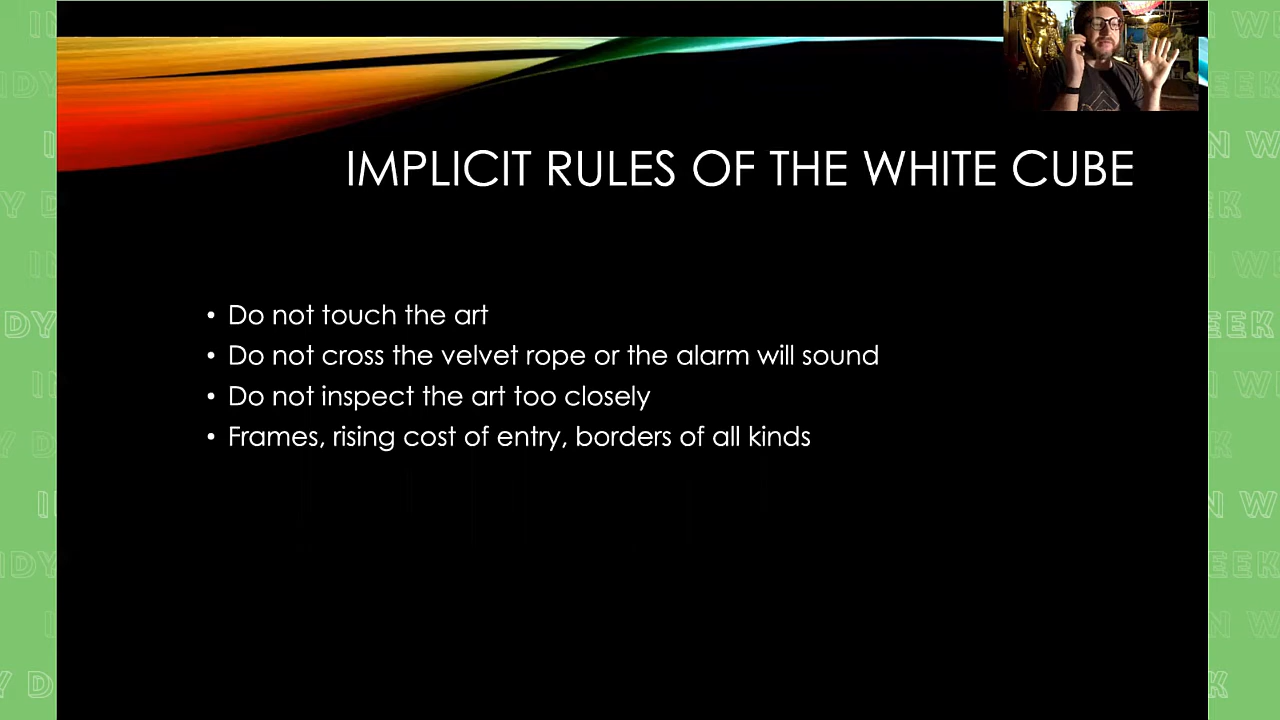 IMPLICIT RULES OF THE WHITE CUBE
• Do not touch the art
• Do not cross the velvet rope or the alarm will sound
• Do not inspect the art too closely
• Frames, rising cost of entry, borders of all kinds